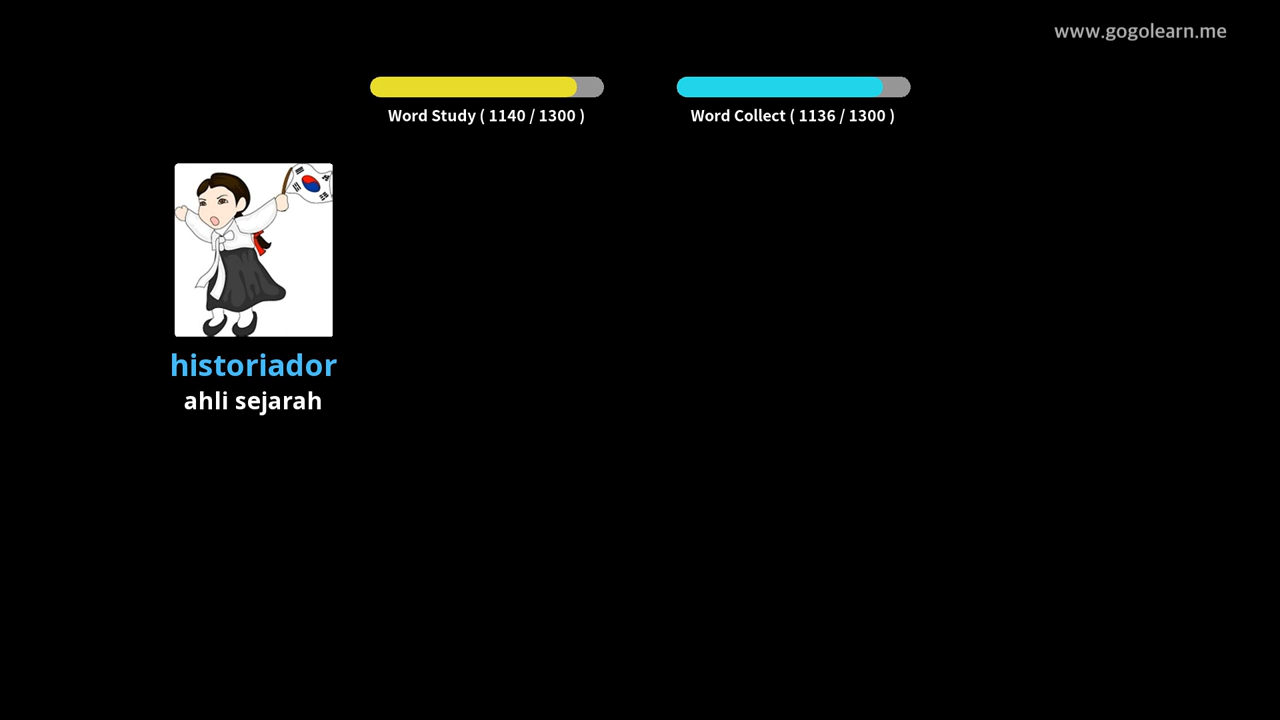 www.gogolearn.me
Word Study ( 1140 / 1300 )
Word Collect ( 1136 / 1300 )
historiador
ahli sejarah